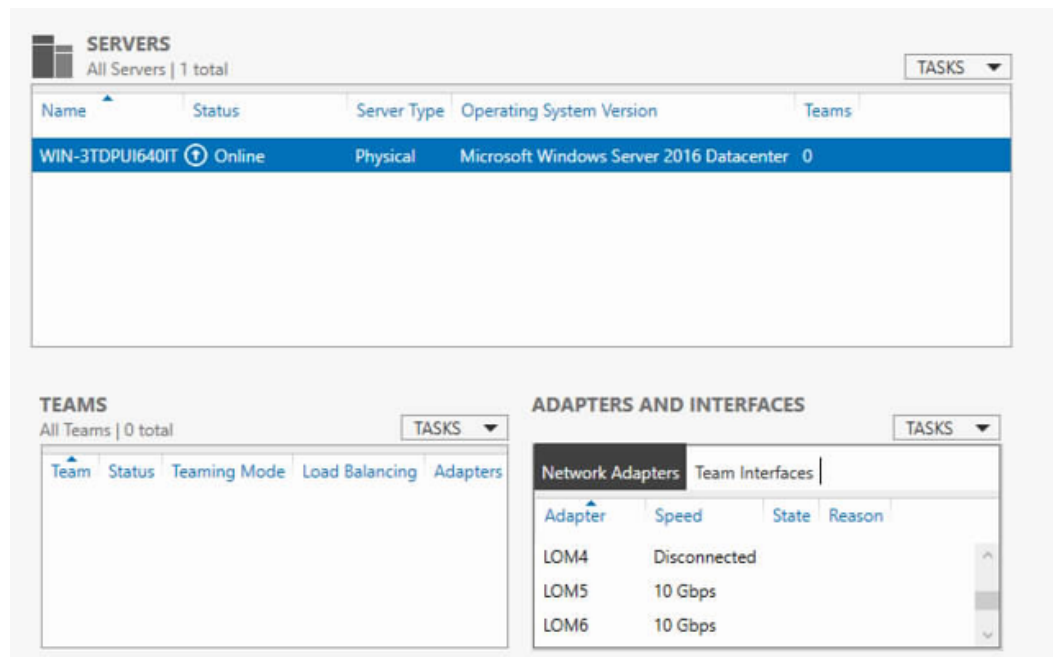 SERVERS
All Servers | 1 total
TASKS
Name Status Server Type Operating System Version Teams
WIN-3TDPUI640IT Online Physical Microsoft Windows Server 2016 Datacenter 0
TEAMS
All Teams | 0 total
TASKS
Team Status Teaming Mode Load Balancing Adapters
ADAPTERS AND INTERFACES
TASKS
Network Adapters Team Interfaces
Adapter Speed State Reason
LOM4 Disconnected
LOM5 10 Gbps
LOM6 10 Gbps